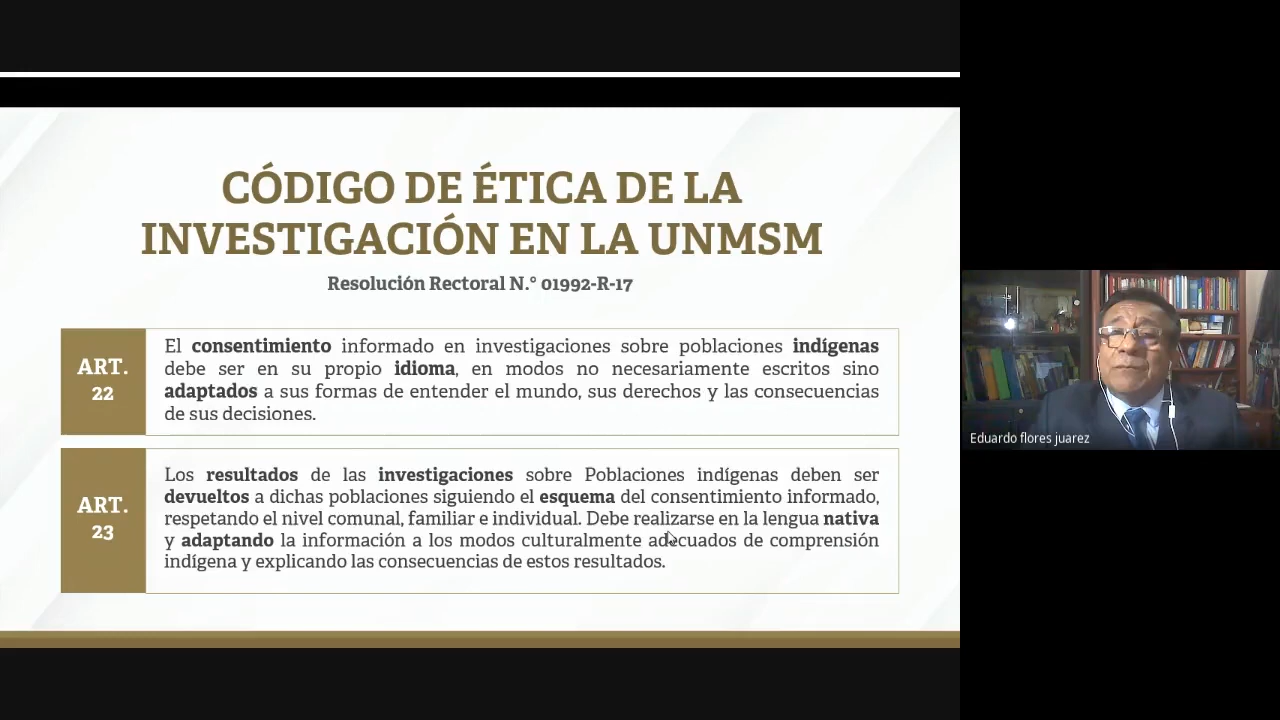 CÓDIGO DE ÉTICA DE LA
INVESTIGACIÓN EN LA UNMSM
Resolución Rectoral N.° 01992-R-17
ART.
22
El consentimiento informado en investigaciones sobre poblaciones indígenas
debe ser en su propio idioma, en modos no necesariamente escritos sino
adaptados a sus formas de entender el mundo, sus derechos y las consecuencias
de sus decisiones.
ART.
23
Los resultados de las investigaciones sobre Poblaciones indígenas deben ser
devueltos a dichas poblaciones siguiendo el esquema del consentimiento informado,
respetando el nivel comunal, familiar e individual. Debe realizarse en la lengua nativa
y adaptando la información a los modos culturalmente adecuados de comprensión
indígena y explicando las consecuencias de estos resultados.
Eduardo flores juarez